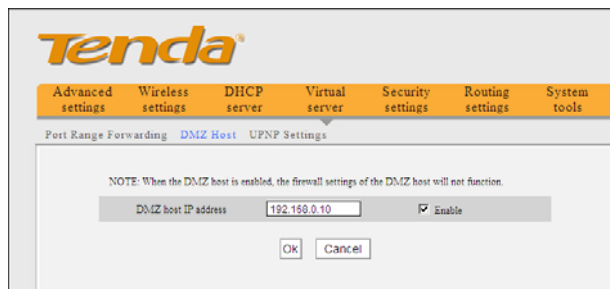 Tenda®
Advanced settings
Wireless settings
DHCP server
Virtual server
Security settings
Routing settings
System tools
Port Range Forwarding DMZ Host UPNP Settings
NOTE: When the DMZ host is enabled, the firewall settings of the DMZ host will not function.
DMZ host IP address 192.168.0.10 Enable
Ok Cancel